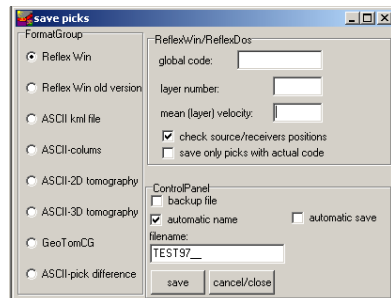 save picks
FormatGroup
Reflex Win
Reflex Win old version
ASCII kml file
ASCII-colums
ASCII-2D tomography
ASCII-3D tomography
GeoTomCG
ASCII-pick difference
ReflexWin/ReflexDos
global code:
layer number:
mean (layer) velocity:
check source/receivers positions
save only picks with actual code
ControlPanel
backup file
automatic name
automatic save
filename:
TEST97__
save
cancel/close